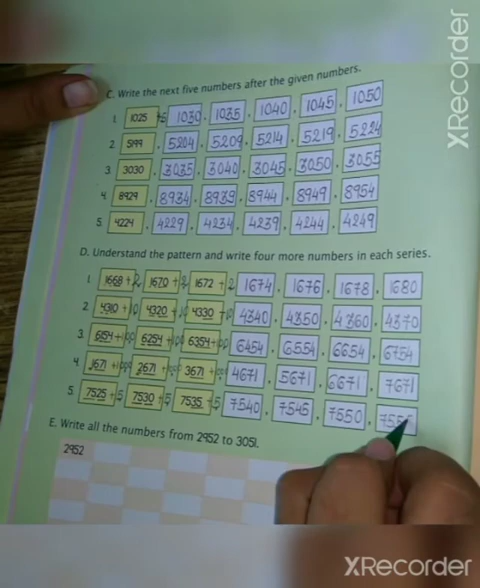 XRecorder
C. Write the next five numbers after the given numbers.
1. 1025 +5, 1030, 1035, 1040, 1045, 1050
2. 5199, 5204, 5209, 5214, 5219, 5224
3. 3030, 3035, 3040, 3045, 3050, 3055
4. 8929, 8934, 8939, 8944, 8949, 8954
5. 4224, 4229, 4234, 4239, 4244, 4249
D. Understand the pattern and write four more numbers in each series.
1. 1668 +2, 1670 +2, 1672 +2, 1674, 1676, 1678, 1680
2. 4310 +10, 4320 +10, 4330 +10, 4340, 4350, 4360, 4370
3. 6154 +100, 6254 +100, 6354 +100, 6454, 6554, 6654, 6754
4. 1671 +1000, 2671 +1000, 3671 +1000, 4671, 5671, 6671, 7671
5. 7525 +5, 7530 +5, 7535 +5, 7540, 7545, 7550, 7555
E. Write all the numbers from 2952 to 3051.
2952
XRecorder